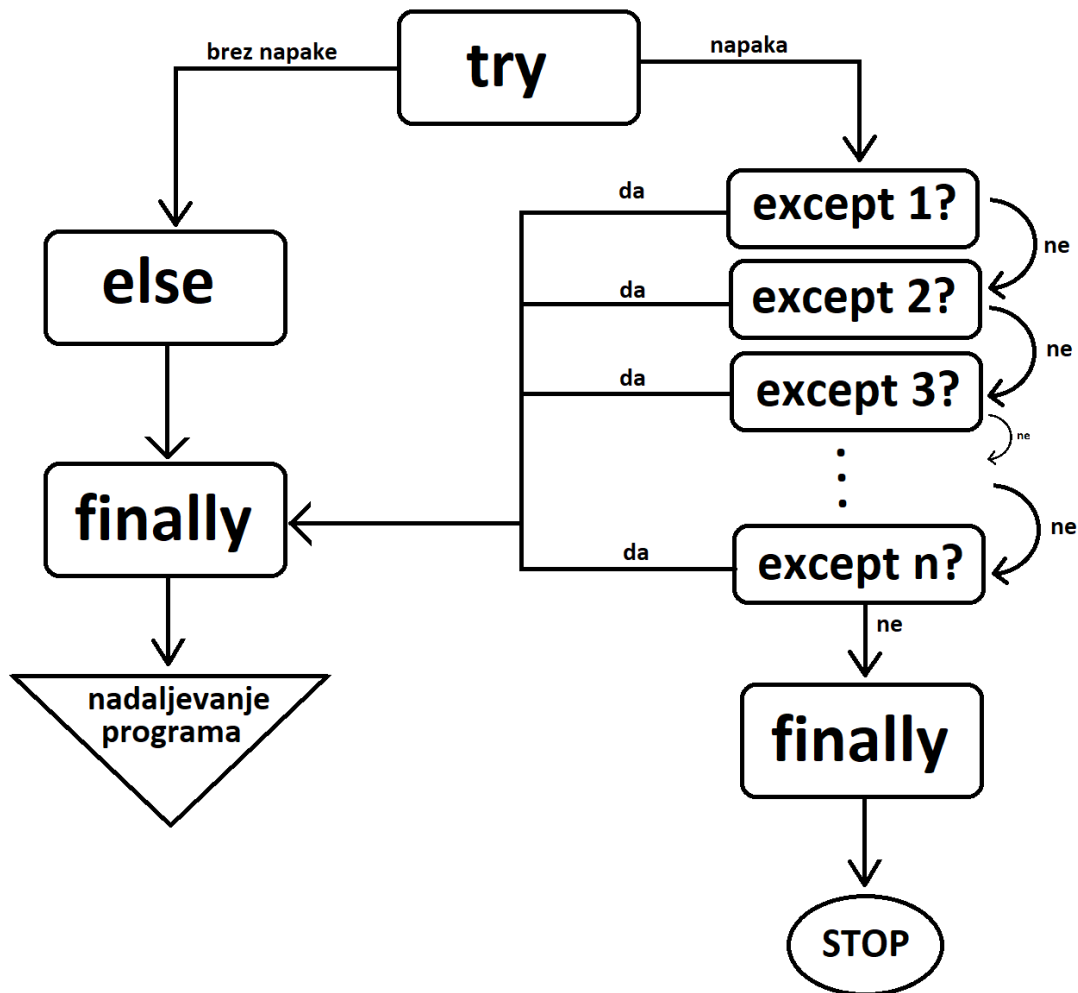 try
brez napake
napaka
else
finally
nadaljevanje
programa
except 1?
da
ne
except 2?
da
ne
except 3?
da
ne
ne
except n?
da
ne
finally
STOP